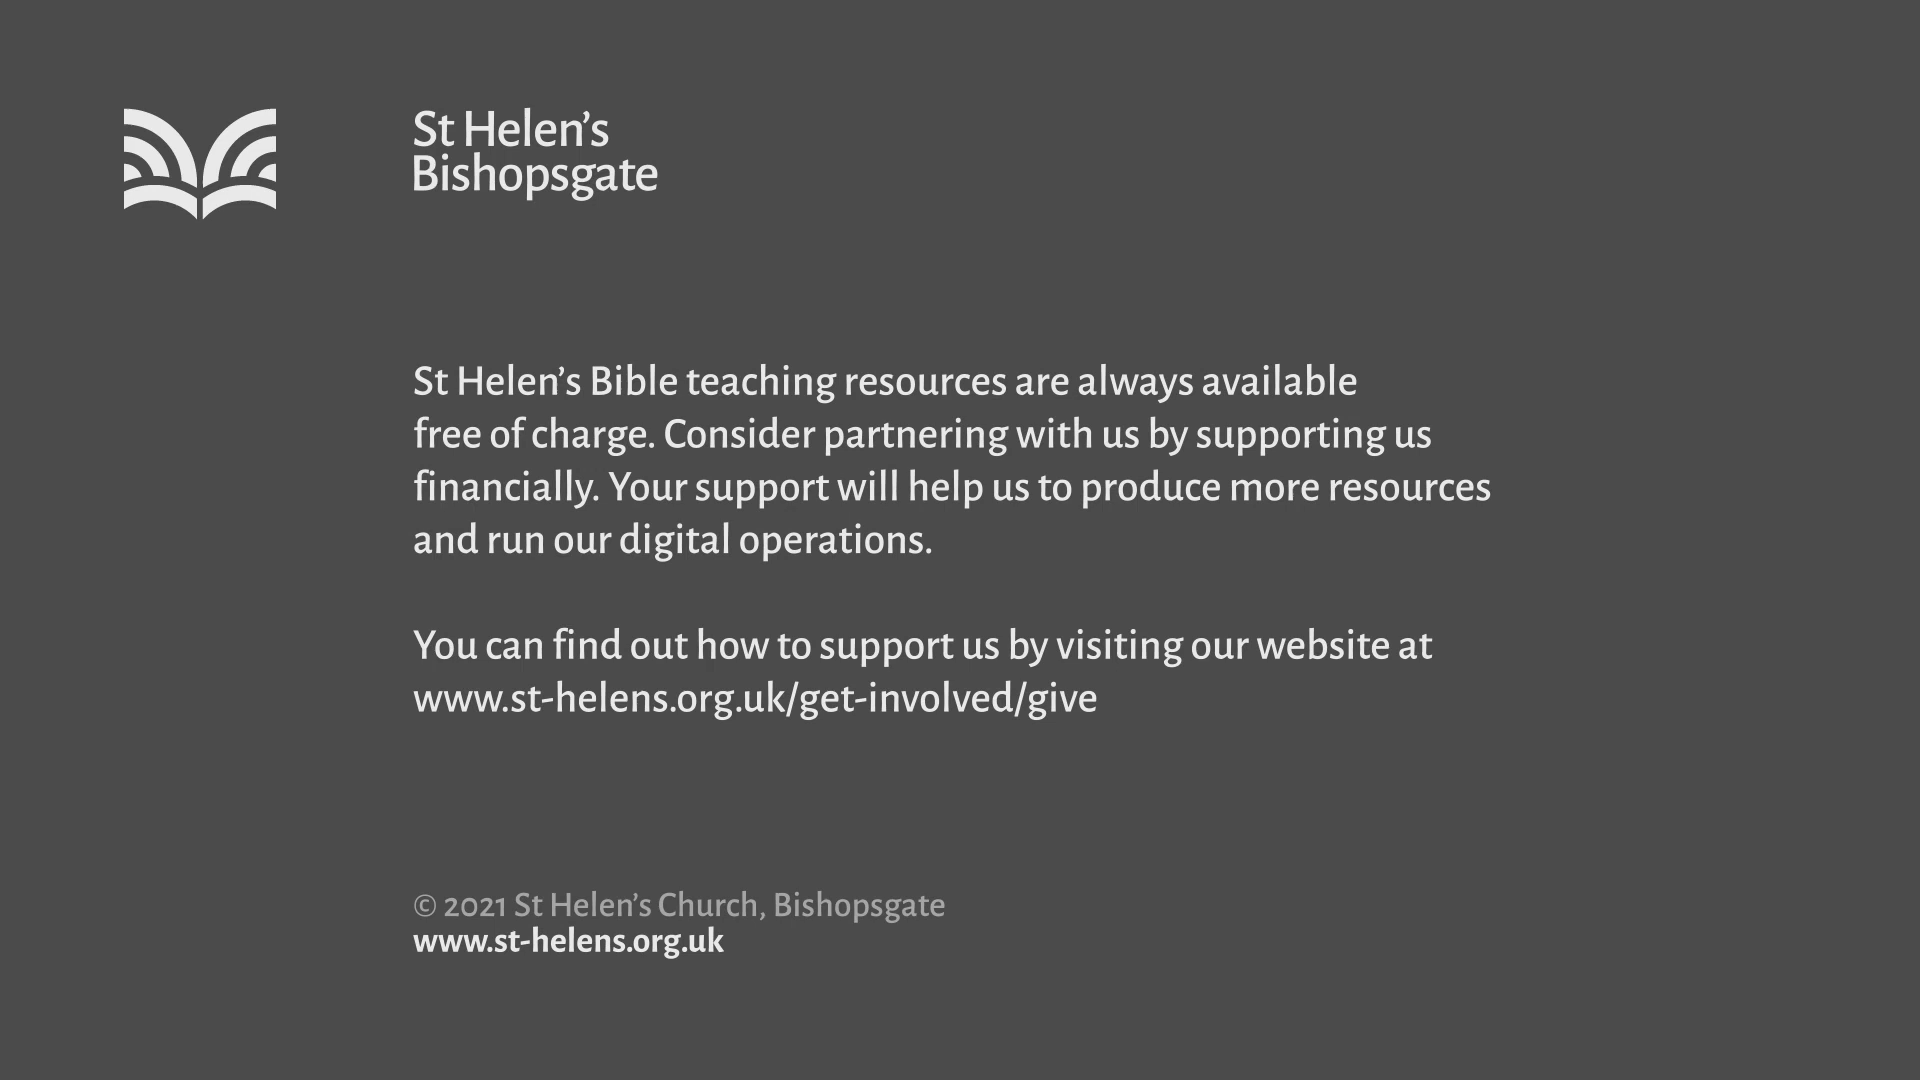 St Helen’s
Bishopsgate
St Helen’s Bible teaching resources are always available
free of charge. Consider partnering with us by supporting us
financially. Your support will help us to produce more resources
and run our digital operations.
You can find out how to support us by visiting our website at
www.st-helens.org.uk/get-involved/give
© 2021 St Helen’s Church, Bishopsgate
www.st-helens.org.uk